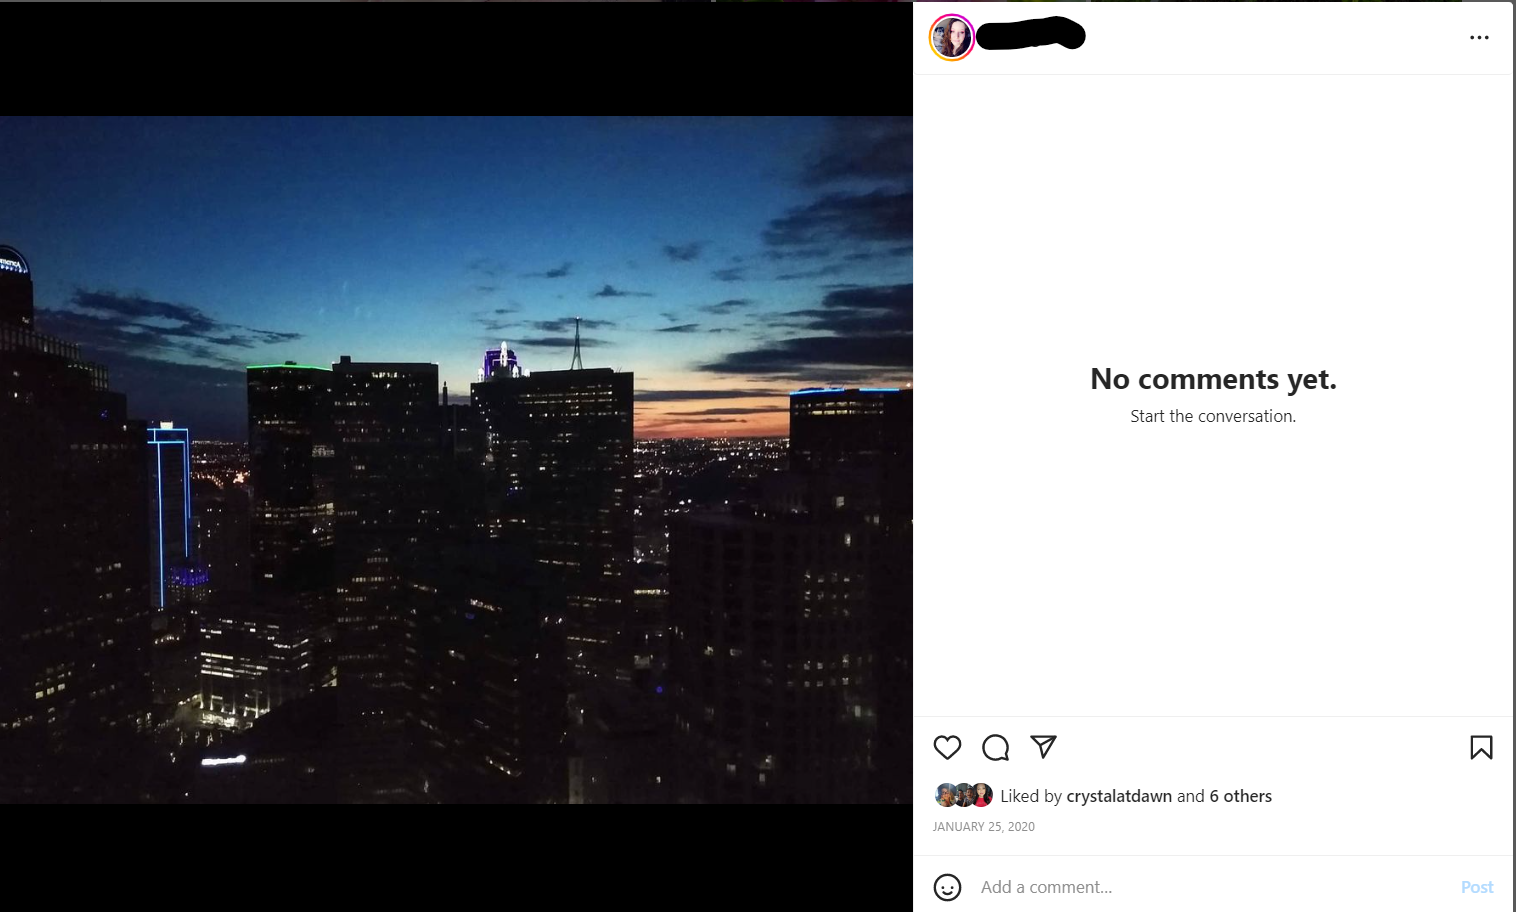 No comments yet.
Start the conversation.
Liked by crystalatdawn and 6 others
JANUARY 25, 2020
Add a comment...
Post